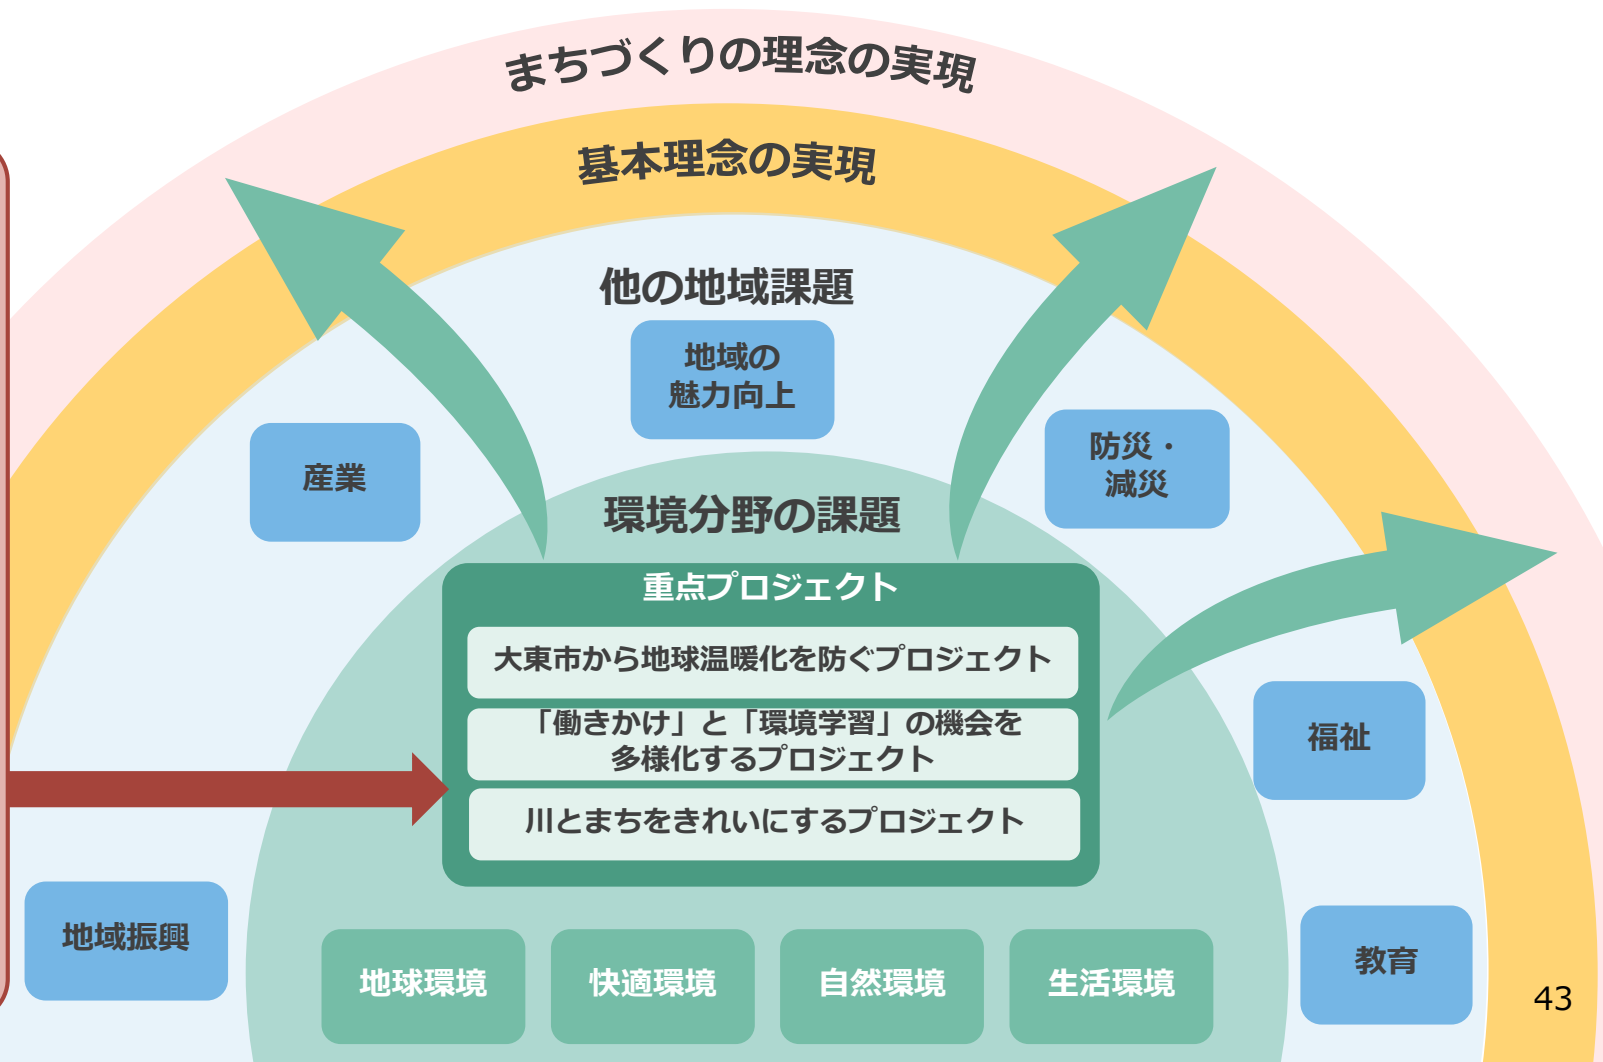 まちづくりの理念の実現
基本理念の実現
他の地域課題
地域の
魅力向上
産業
防災・
減災
環境分野の課題
重点プロジェクト
大東市から地球温暖化を防ぐプロジェクト
「働きかけ」と「環境学習」の機会を
多様化するプロジェクト
川とまちをきれいにするプロジェクト
福祉
地域振興
教育
地球環境
快適環境
自然環境
生活環境
43